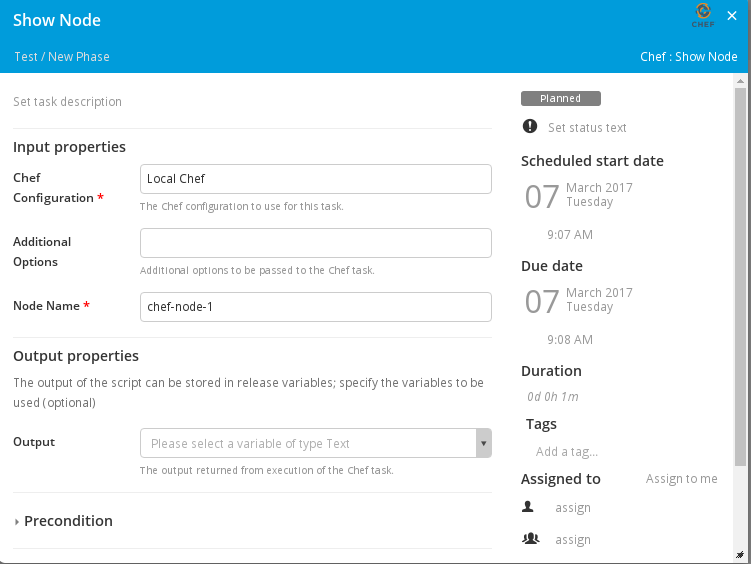 Show Node
CHEF
Test / New Phase
Chef : Show Node
Set task description
Input properties
Chef
Configuration *
Local Chef
The Chef configuration to use for this task.
Additional
Options
Additional options to be passed to the Chef task.
Node Name *
chef-node-1
Output properties
The output of the script can be stored in release variables; specify the variables to be
used (optional)
Output
Please select a variable of type Text
The output returned from execution of the Chef task.
Precondition
Planned
Set status text
Scheduled start date
07
March 2017
Tuesday
9:07 AM
Due date
07
March 2017
Tuesday
9:08 AM
Duration
0d 0h 1m
Tags
Add a tag...
Assigned to
Assign to me
assign
assign